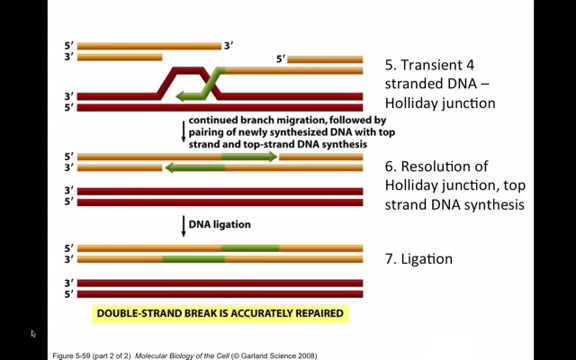 5′ 3′
3′ 5′
3′
5′
5. Transient 4
stranded DNA –
Holliday junction
continued branch migration, followed by
pairing of newly synthesized DNA with top
strand and top-strand DNA synthesis
5′
3′
3′
5′
6. Resolution of
Holliday junction, top
strand DNA synthesis
DNA ligation
5′
3′
3′
5′
7. Ligation
DOUBLE-STRAND BREAK IS ACCURATELY REPAIRED
Figure 5-59 (part 2 of 2) Molecular Biology of the Cell (© Garland Science 2008)